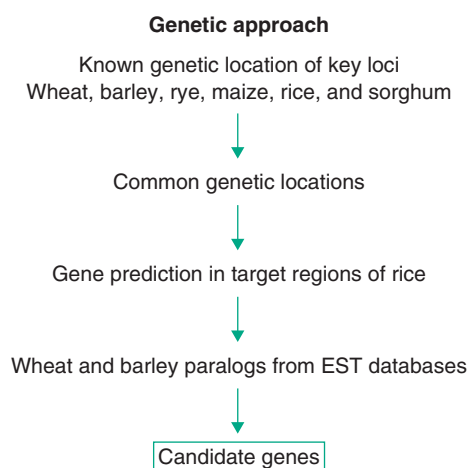 Genetic approach
Known genetic location of key loci
Wheat, barley, rye, maize, rice, and sorghum
Common genetic locations
Gene prediction in target regions of rice
Wheat and barley paralogs from EST databases
Candidate genes